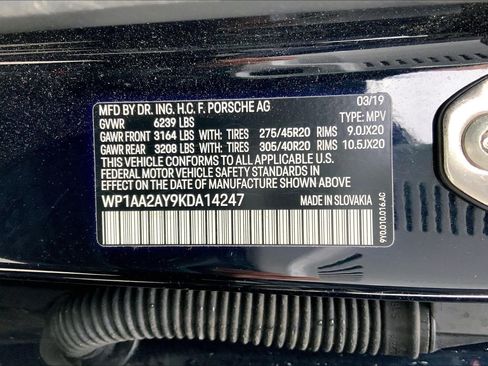 MFD BY DR. ING. H.C. F. PORSCHE AG 03/19
GVWR 6239 LBS TYPE: MPV
GAWR FRONT 3164 LBS WITH: TIRES 275/45R20 RIMS 9.0JX20
GAWR REAR 3208 LBS WITH: TIRES 305/40R20 RIMS 10.5JX20
THIS VEHICLE CONFORMS TO ALL APPLICABLE U.S.
FEDERAL MOTOR VEHICLE SAFETY STANDARDS IN
EFFECT ON THE DATE OF MANUFACTURE SHOWN ABOVE.
WP1AA2AY9KDA14247
MADE IN SLOVAKIA
9Y0.010.016.AC